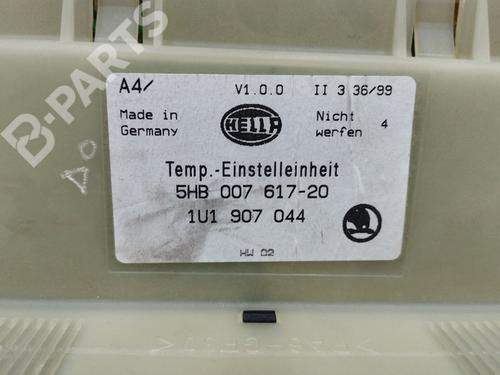 B-PARTS
A4/ V1.0.0 II 3 36/99
Made in Germany
HELLA
Nicht werfen 4
Temp.-Einstelleinheit
5HB 007 617-20
1U1 907 044
HW 02